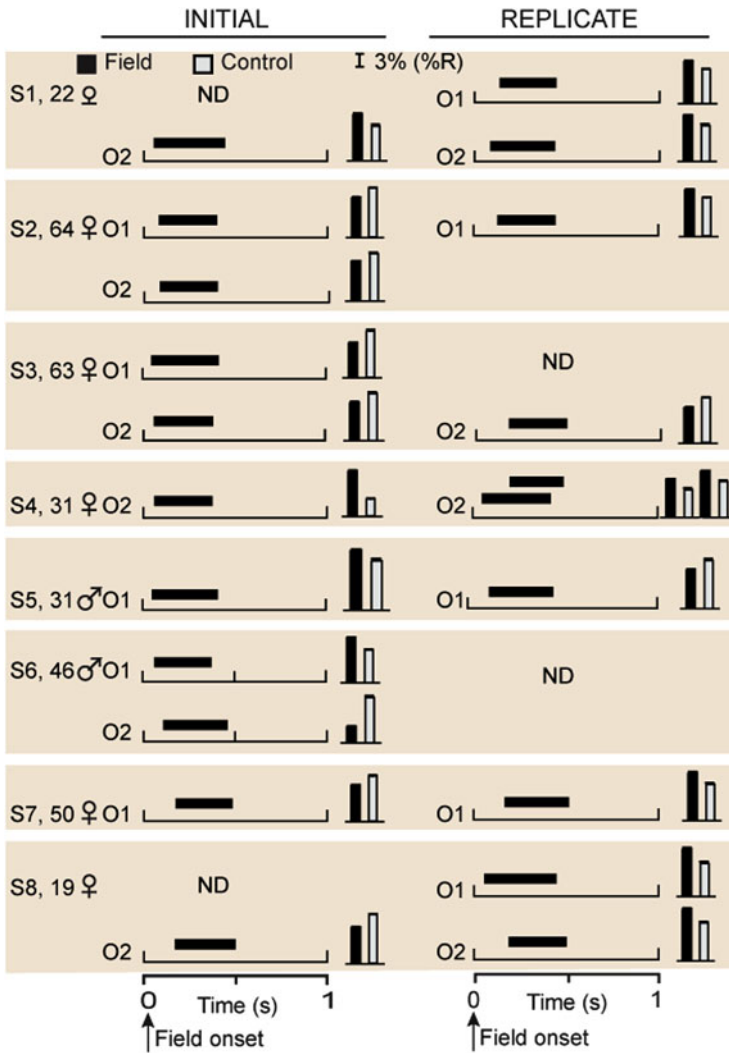 INITIAL REPLICATE
Field Control I 3% (%R)
S1, 22 ♀ ND O1
O2 O2
S2, 64 ♀ O1 O1
O2
S3, 63 ♀ O1 ND
O2 O2
S4, 31 ♀ O2 O2
S5, 31 ♂ O1 O1
S6, 46 ♂ O1 ND
O2
S7, 50 ♀ O1 O1
S8, 19 ♀ ND O1
O2 O2
0 Time (s) 1 0 Time (s) 1
Field onset Field onset